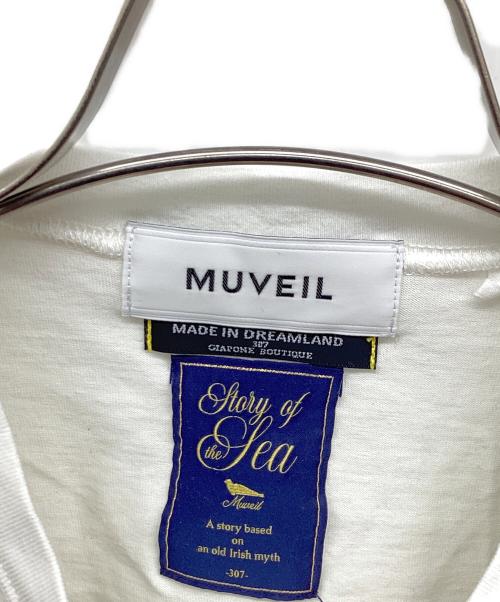 MUVEIL
MADE IN DREAMLAND
307
GIAPONE BOUTIQUE
Story of
the Sea
Muveil
A story based
on
an old Irish myth
-307-